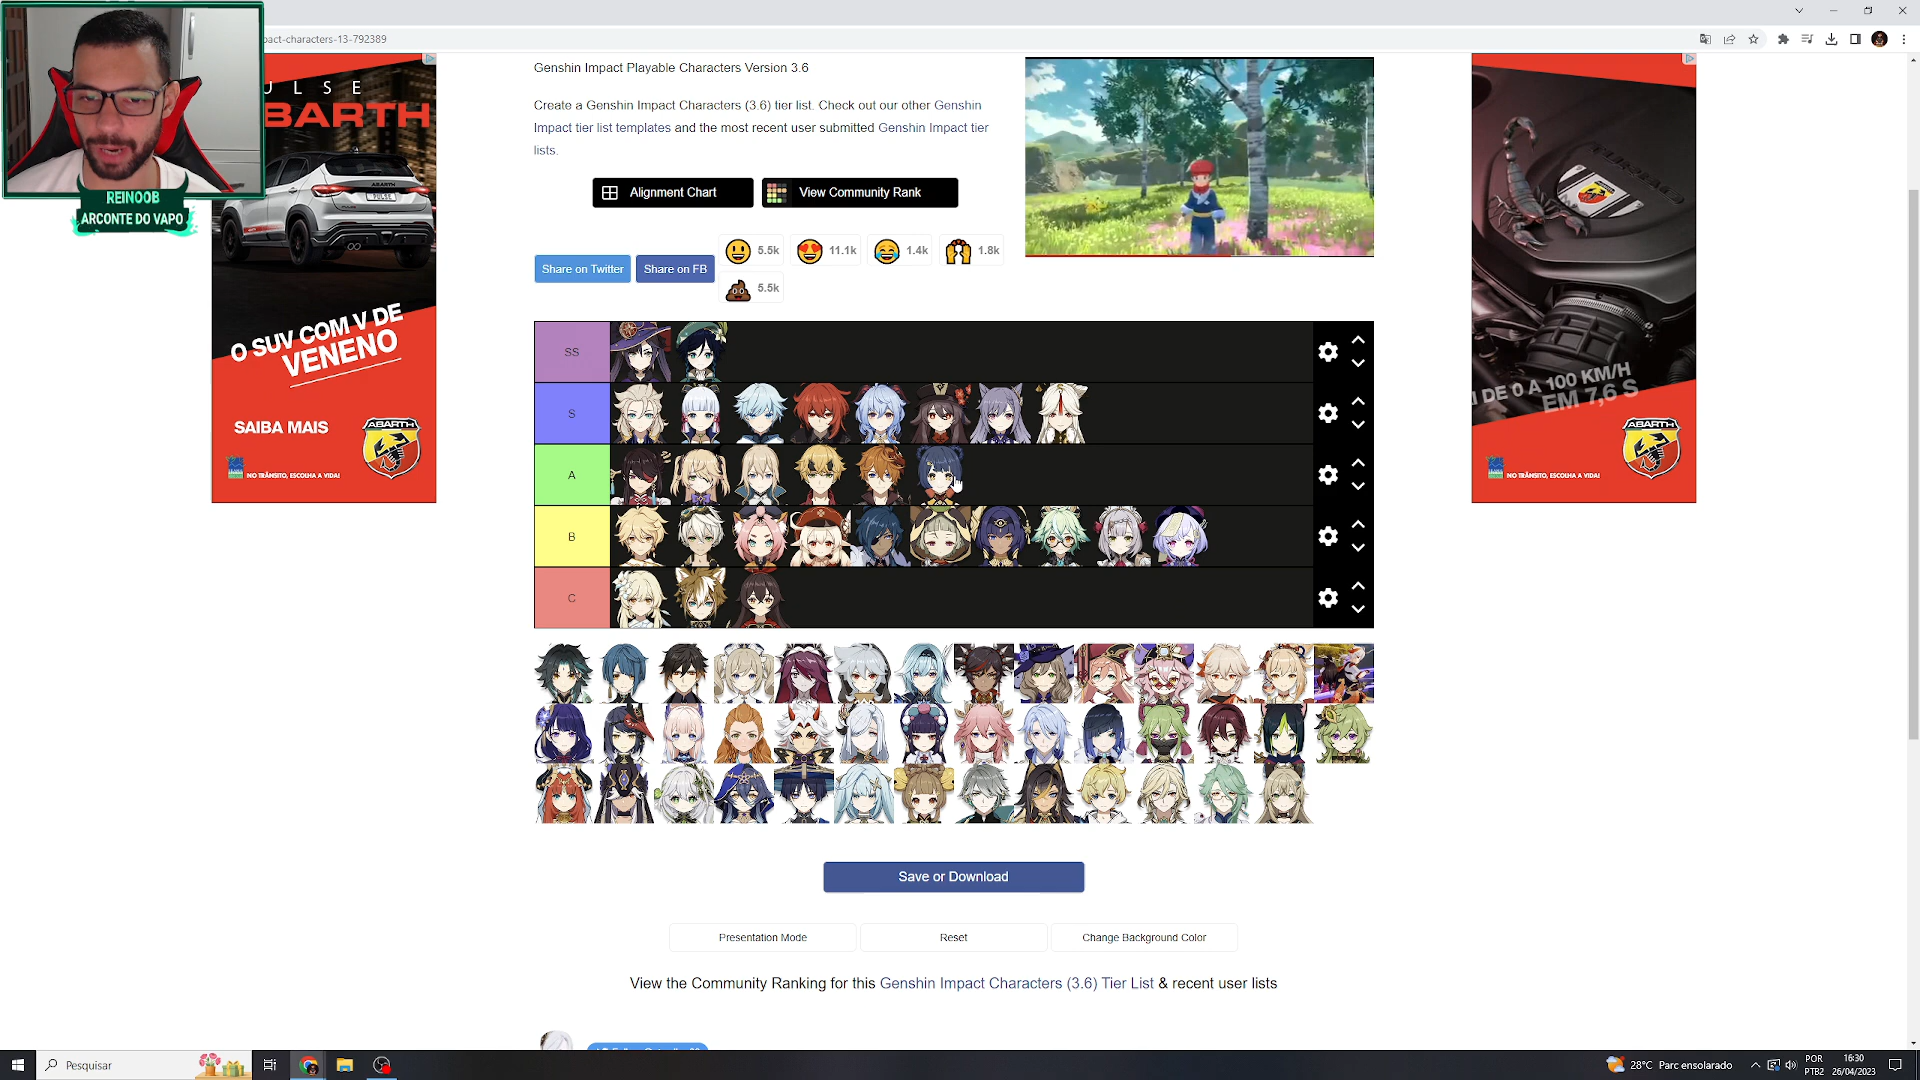 pact-characters-13-792389
REINOOB
ARCONTE DO VAPO
ULSE
ABARTH
ABARTH
PULSE
O SUV COM V DE
VENENO
SAIBA MAIS
ABARTH
NO TRÂNSITO, ESCOLHA A VIDA!
Genshin Impact Playable Characters Version 3.6
Create a Genshin Impact Characters (3.6) tier list. Check out our other Genshin
Impact tier list templates and the most recent user submitted Genshin Impact tier
lists.
Alignment Chart
View Community Rank
Share on Twitter
Share on FB
5.5k
11.1k
1.4k
1.8k
5.5k
SS
S
A
B
C
Save or Download
Presentation Mode
Reset
Change Background Color
View the Community Ranking for this Genshin Impact Characters (3.6) Tier List & recent user lists
ABARTH
DE 0 A 100 KM/H
EM 7,6 S
ABARTH
NO TRÂNSITO, ESCOLHA A VIDA!
Pesquisar
28°C Parc ensolarado
POR
PTB2
16:30
26/04/2023